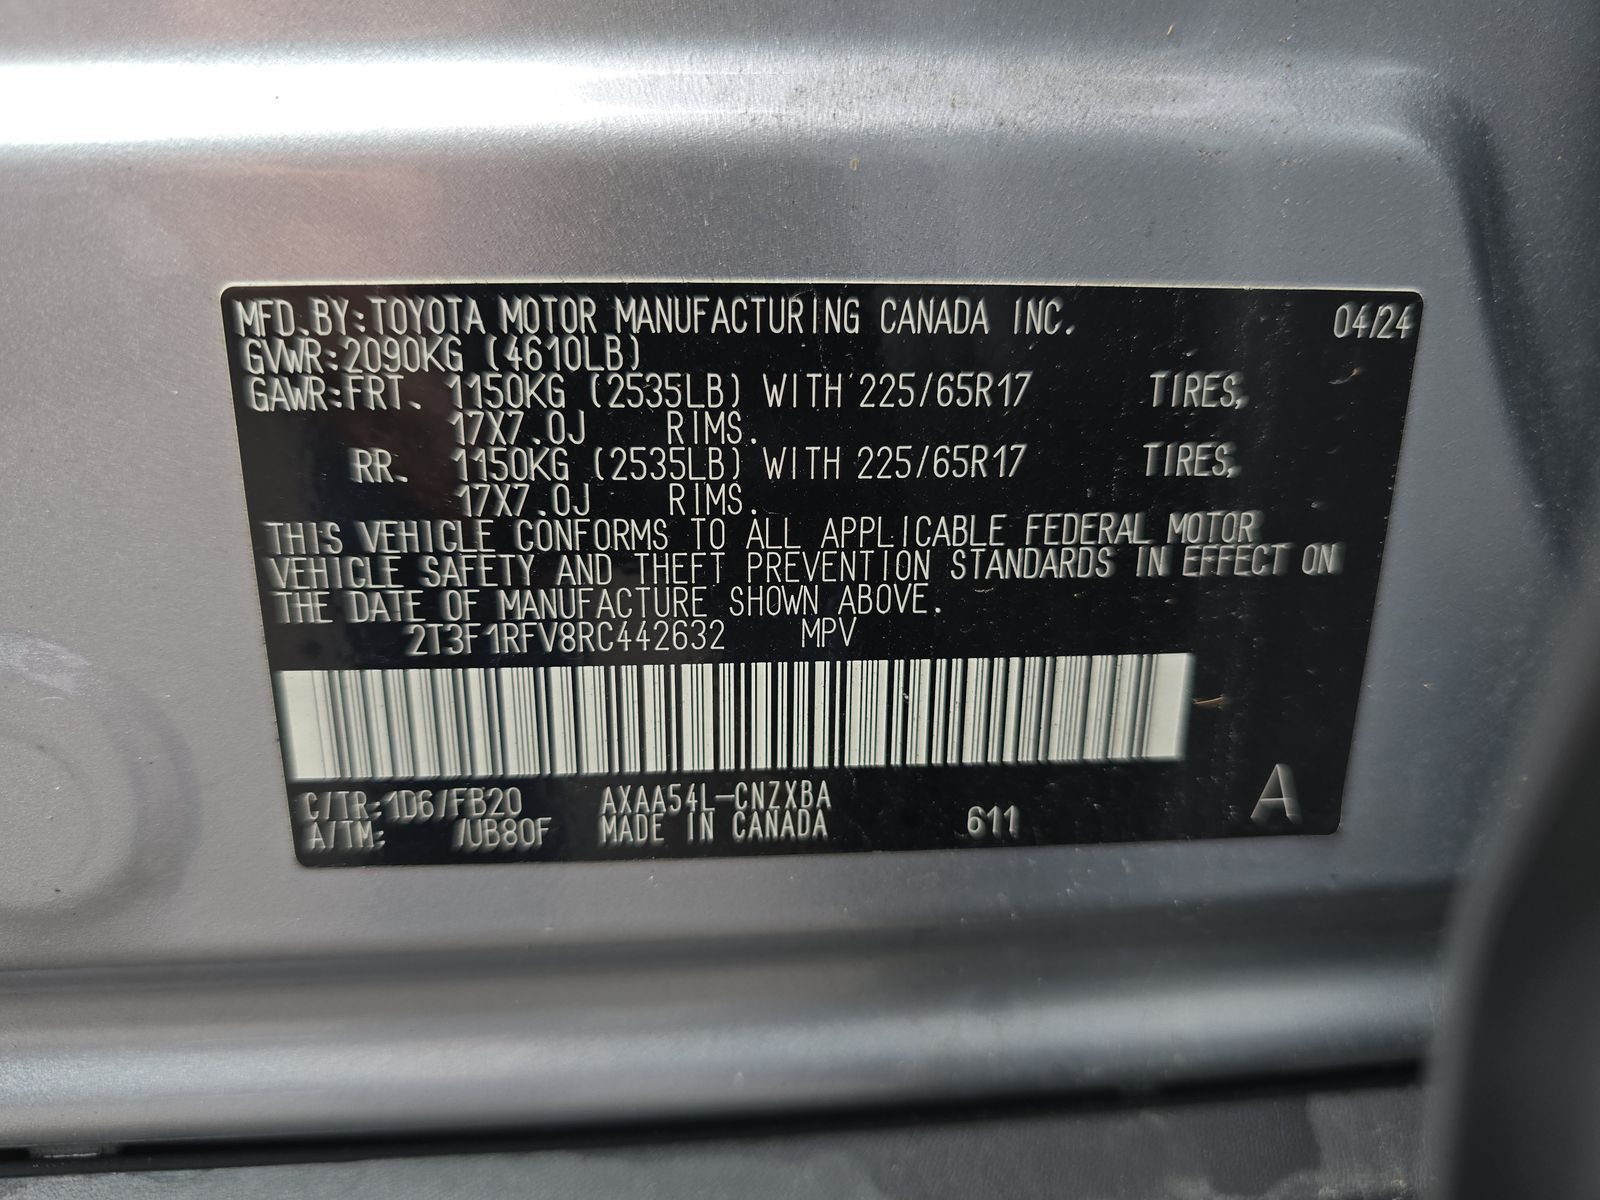 MFD.BY:TOYOTA MOTOR MANUFACTURING CANADA INC. 04/24
GVWR:2090KG (4610LB)
GAWR:FRT. 1150KG (2535LB) WITH 225/65R17 TIRES,
17X7.0J RIMS.
RR. 1150KG (2535LB) WITH 225/65R17 TIRES,
17X7.0J RIMS.
THIS VEHICLE CONFORMS TO ALL APPLICABLE FEDERAL MOTOR
VEHICLE SAFETY AND THEFT PREVENTION STANDARDS IN EFFECT ON
THE DATE OF MANUFACTURE SHOWN ABOVE.
2T3F1RFV8RC442632 MPV
C/TR:1D6/FB20 AXAA54L-CNZXBA
A/TM: /UB80F MADE IN CANADA 611 A